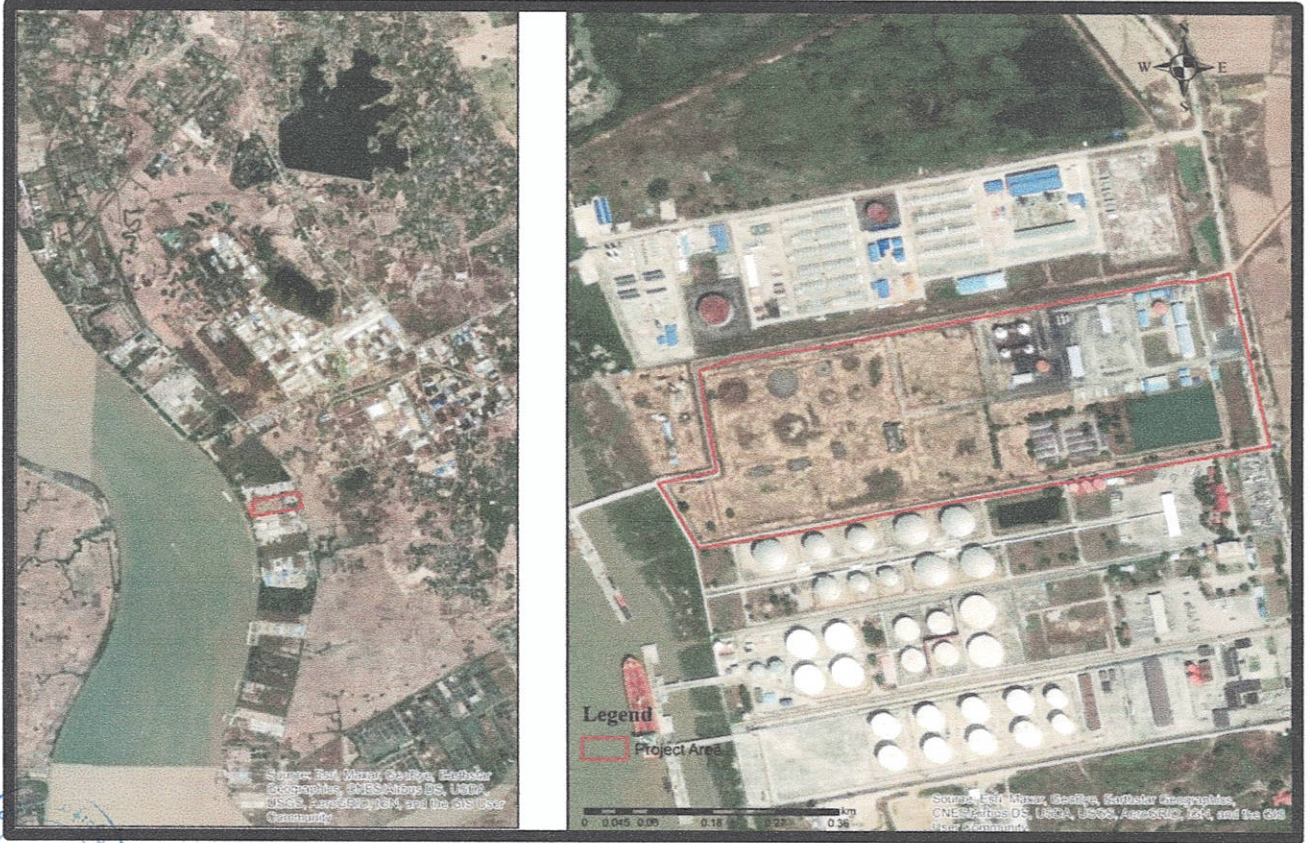 Source: Esri, Maxar, GeoEye, Earthstar
Geographics, CNES/Airbus DS, USDA,
USGS, AeroGRID, IGN, and the GIS User
Community
N
W E
S
Legend
Project Area
km
0 0.045 0.09 0.18 0.27 0.36
Source: Esri, Maxar, GeoEye, Earthstar Geographics,
CNES/Airbus DS, USDA, USGS, AeroGRID, IGN, and the GIS
User Community